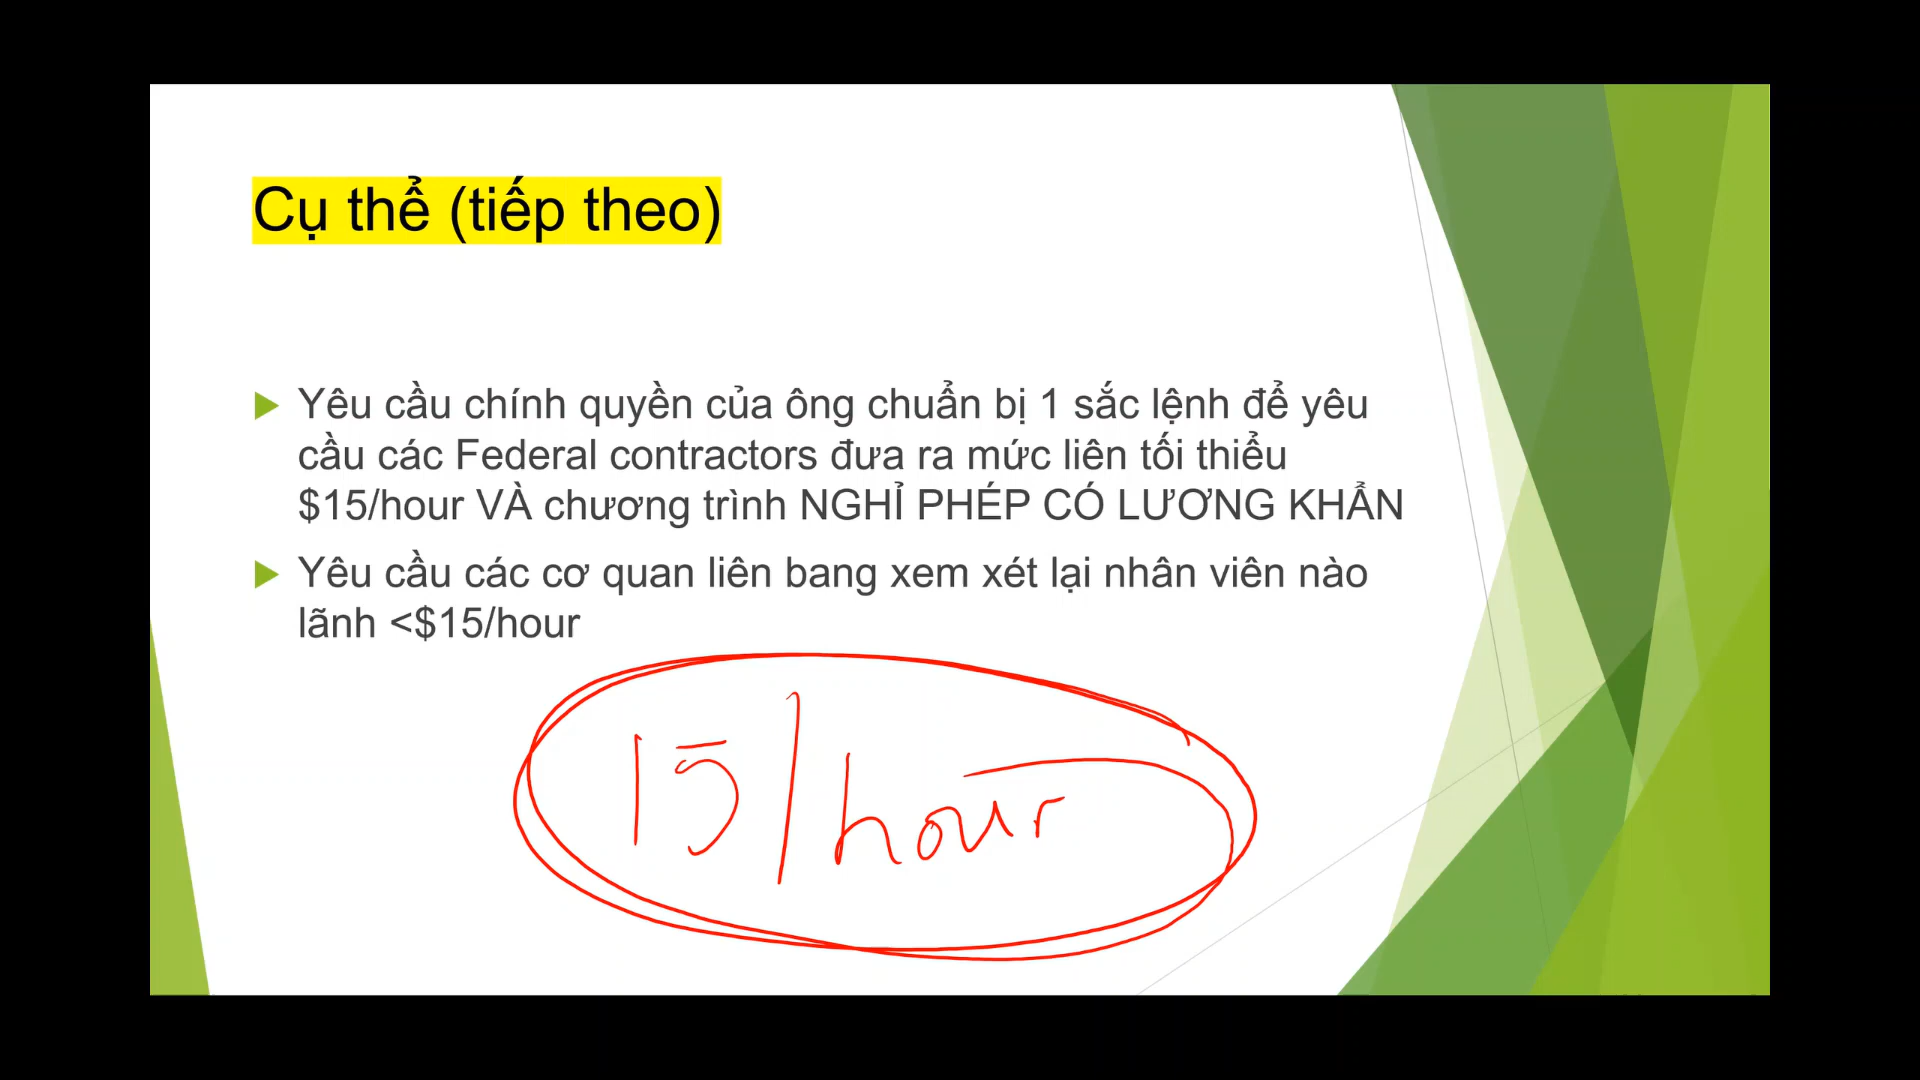 Cụ thể (tiếp theo)
Yêu cầu chính quyền của ông chuẩn bị 1 sắc lệnh để yêu
cầu các Federal contractors đưa ra mức liên tối thiểu
$15/hour VÀ chương trình NGHỈ PHÉP CÓ LƯƠNG KHẨN
Yêu cầu các cơ quan liên bang xem xét lại nhân viên nào
lãnh <$15/hour
15/hour